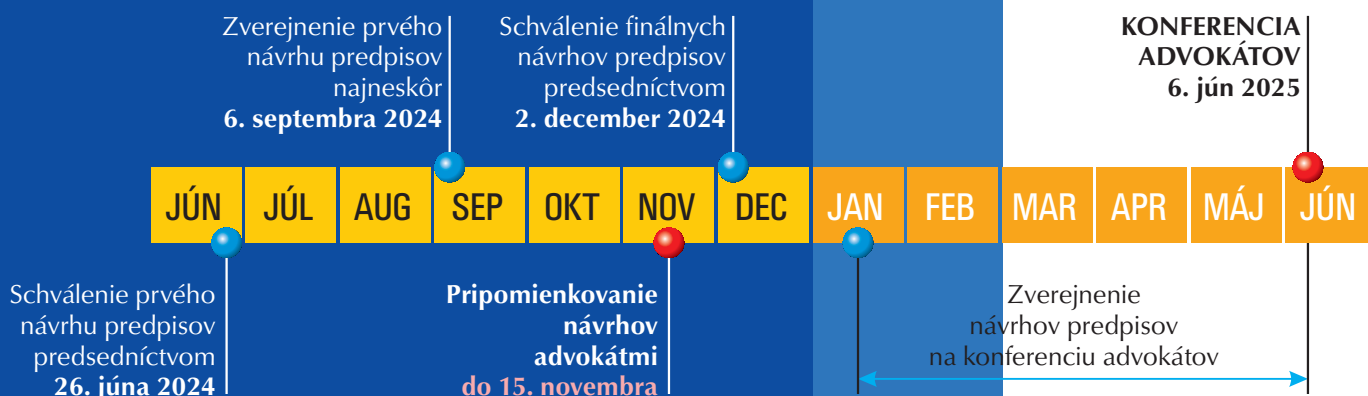 Zverejnenie prvého
návrhu predpisov
najneskôr
6. septembra 2024
Schválenie finálnych
návrhov predpisov
predsedníctvom
2. december 2024
KONFERENCIA
ADVOKÁTOV
6. jún 2025
JÚN JÚL AUG SEP OKT NOV DEC JAN FEB MAR APR MÁJ JÚN
Schválenie prvého
návrhu predpisov
predsedníctvom
26. júna 2024
Pripomienkovanie
návrhov
advokátmi
do 15. novembra
Zverejnenie
návrhov predpisov
na konferenciu advokátov